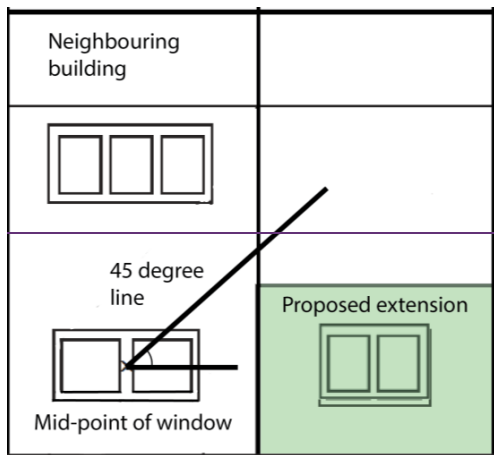 Neighbouring
building
45 degree
line
Proposed extension
Mid-point of window